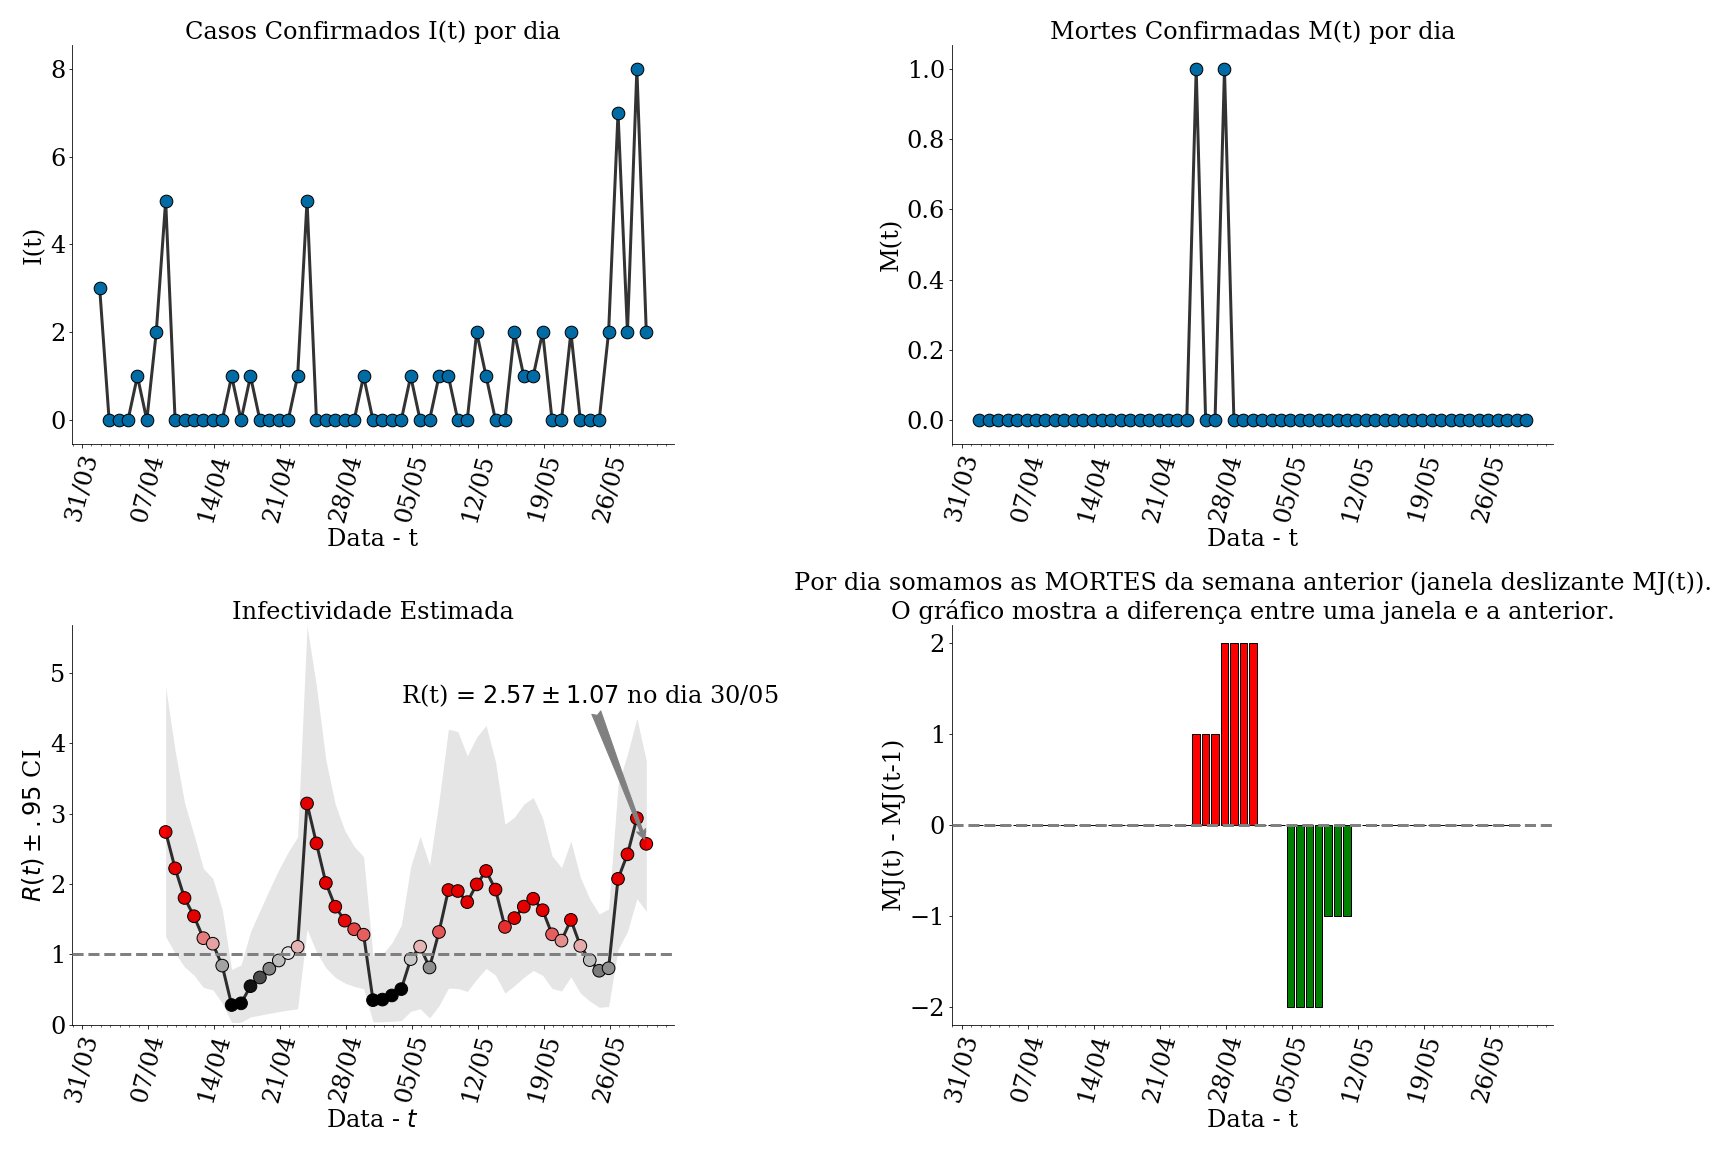 Casos Confirmados I(t) por dia
8
6
4
2
0
I(t)
31/03 07/04 14/04 21/04 28/04 05/05 12/05 19/05 26/05
Data - t
Mortes Confirmadas M(t) por dia
1.0
0.8
0.6
0.4
0.2
0.0
M(t)
31/03 07/04 14/04 21/04 28/04 05/05 12/05 19/05 26/05
Data - t
Infectividade Estimada
R(t) = 2.57 ± 1.07 no dia 30/05
5
4
3
2
1
0
R(t) ± .95 CI
31/03 07/04 14/04 21/04 28/04 05/05 12/05 19/05 26/05
Data - t
Por dia somamos as MORTES da semana anterior (janela deslizante MJ(t)).
O gráfico mostra a diferença entre uma janela e a anterior.
2
1
0
−1
−2
MJ(t) - MJ(t-1)
31/03 07/04 14/04 21/04 28/04 05/05 12/05 19/05 26/05
Data - t